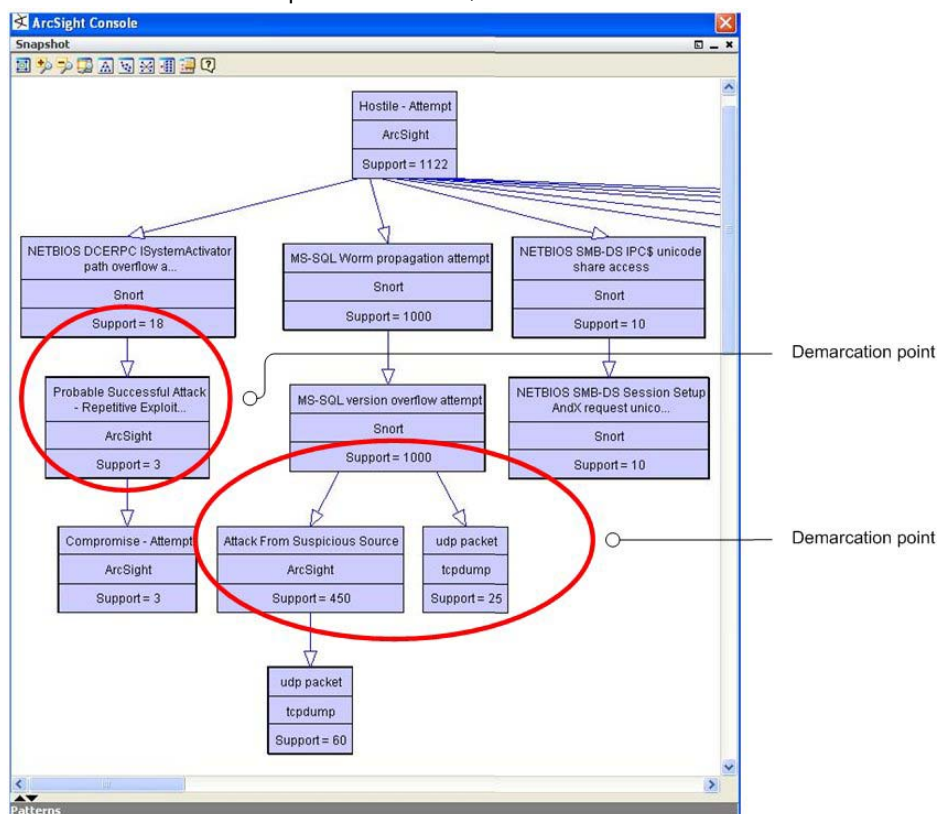 ArcSight Console
Snapshot
Hostile - Attempt
ArcSight
Support = 1122
NETBIOS DCERPC ISystemActivator
path overflow a...
Snort
Support = 18
MS-SQL Worm propagation attempt
Snort
Support = 1000
NETBIOS SMB-DS IPC$ unicode
share access
Snort
Support = 10
Demarcation point
Probable Successful Attack
- Repetitive Exploit...
ArcSight
Support = 3
MS-SQL version overflow attempt
Snort
Support = 1000
NETBIOS SMB-DS Session Setup
AndX request unico...
Snort
Support = 10
Compromise - Attempt
ArcSight
Support = 3
Attack From Suspicious Source
ArcSight
Support = 450
udp packet
tcpdump
Support = 25
Demarcation point
udp packet
tcpdump
Support = 60
Patterns